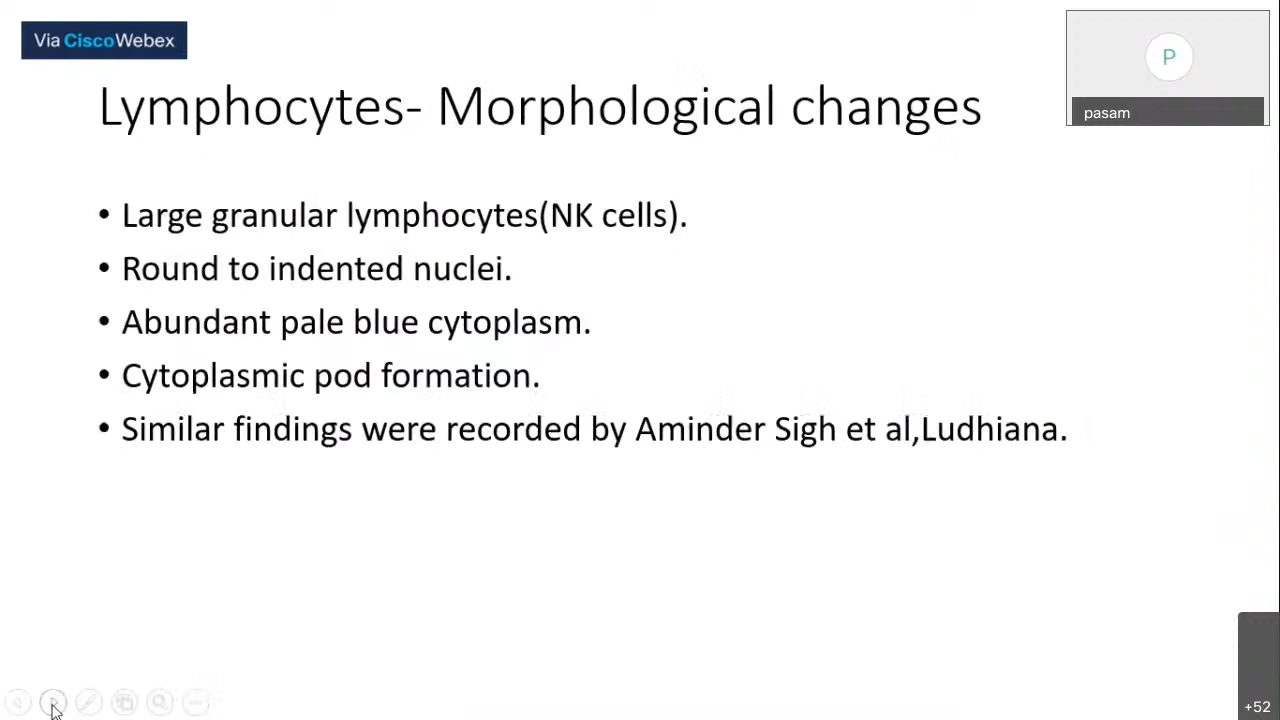 Via CiscoWebex
P
pasam
Lymphocytes- Morphological changes
• Large granular lymphocytes(NK cells).
• Round to indented nuclei.
• Abundant pale blue cytoplasm.
• Cytoplasmic pod formation.
• Similar findings were recorded by Aminder Sigh et al,Ludhiana.
+52